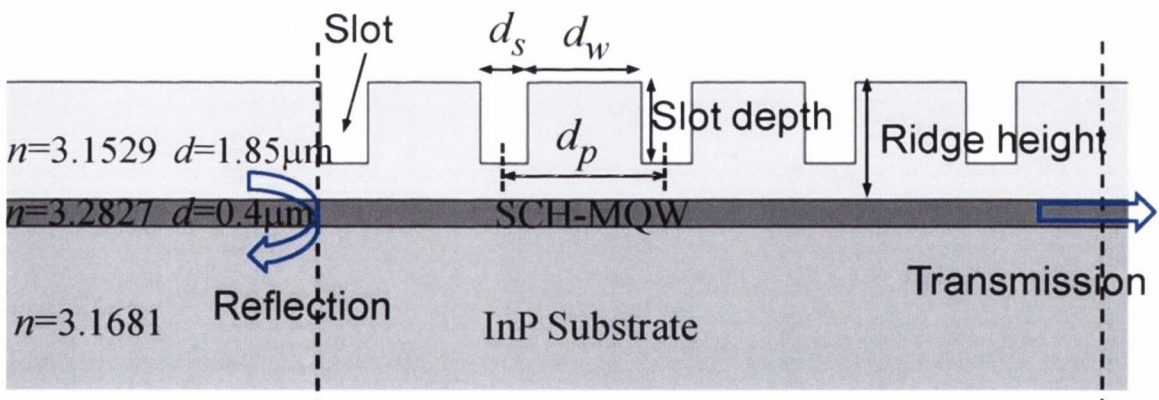 Slot
d_s d_w
Slot depth
d_p
Ridge height
n=3.1529 d=1.85μm
n=3.2827 d=0.4μm
SCH-MQW
Reflection
Transmission
n=3.1681
InP Substrate